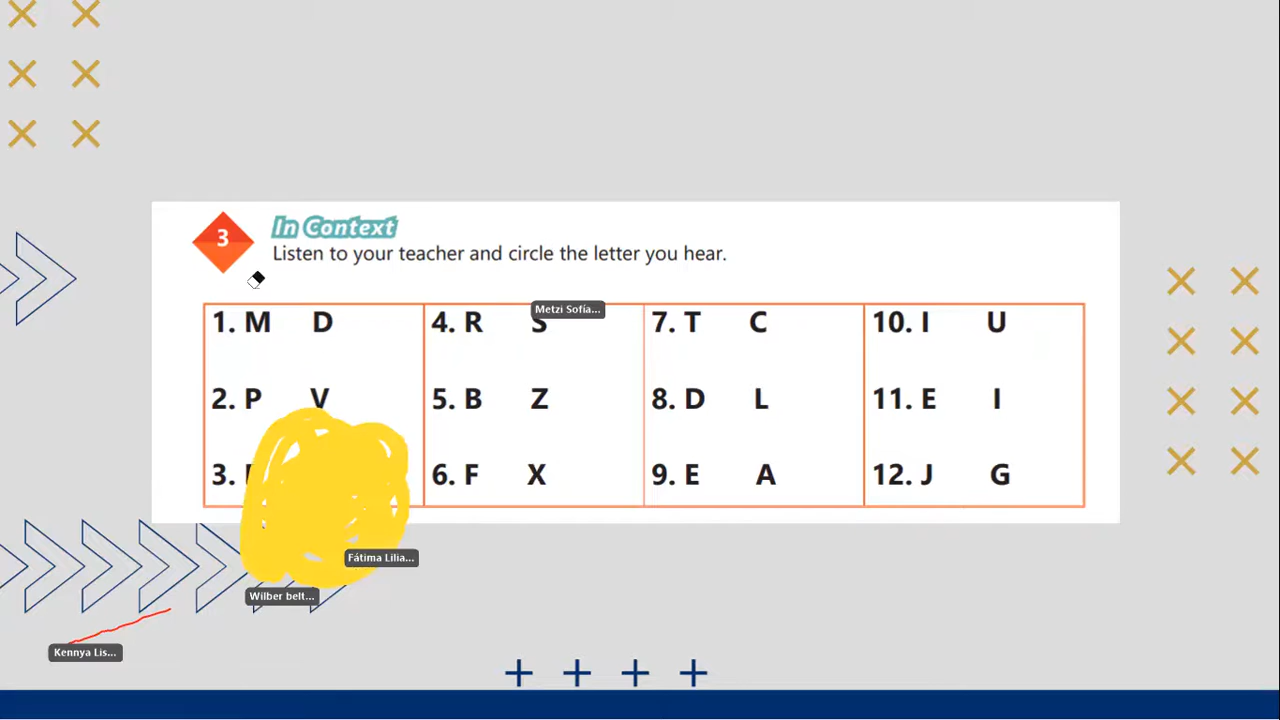 3
In Context
Listen to your teacher and circle the letter you hear.
Metzi Sofía...
1. M D 4. R S 7. T C 10. I U
2. P V 5. B Z 8. D L 11. E I
3. 6. F X 9. E A 12. J G
Fátima Lilia...
Wilber belt...
Kennya Lis...